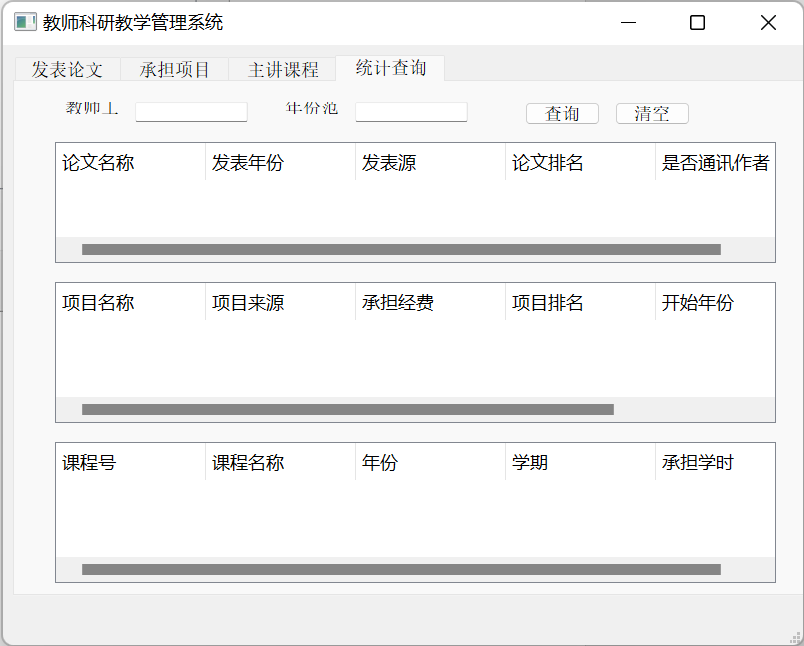 教师科研教学管理系统
发表论文 承担项目 主讲课程 统计查询
教师工 年份范 查询 清空
论文名称 发表年份 发表源 论文排名 是否通讯作者
项目名称 项目来源 承担经费 项目排名 开始年份
课程号 课程名称 年份 学期 承担学时